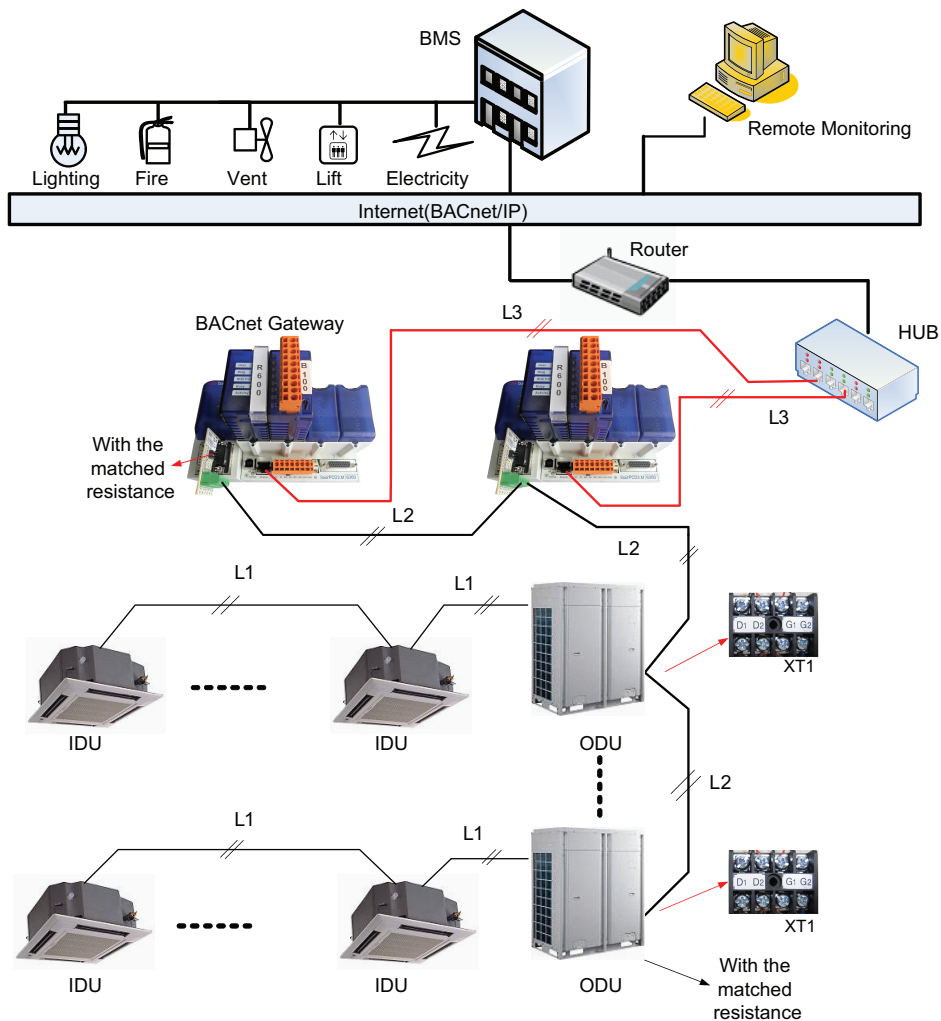 BMS
Remote Monitoring
Lighting
Fire
Vent
Lift
Electricity
Internet(BACnet/IP)
Router
HUB
BACnet Gateway
L3
L3
R600
B100
R600
B100
With the
matched
resistance
L2
L2
L1
L1
D1 D2 G1 G2
XT1
IDU
IDU
ODU
L2
L1
L1
D1 D2 G1 G2
XT1
IDU
IDU
ODU
With the
matched
resistance